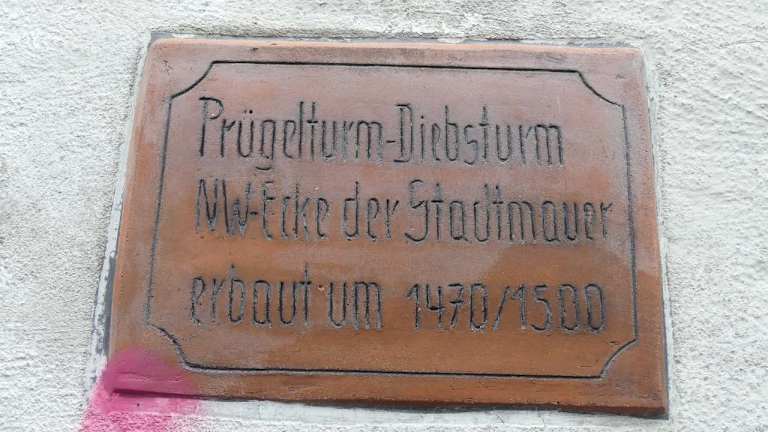 Prügelturm-Diebsturm
NW-Ecke der Stadtmauer
erbaut um 1470/1500